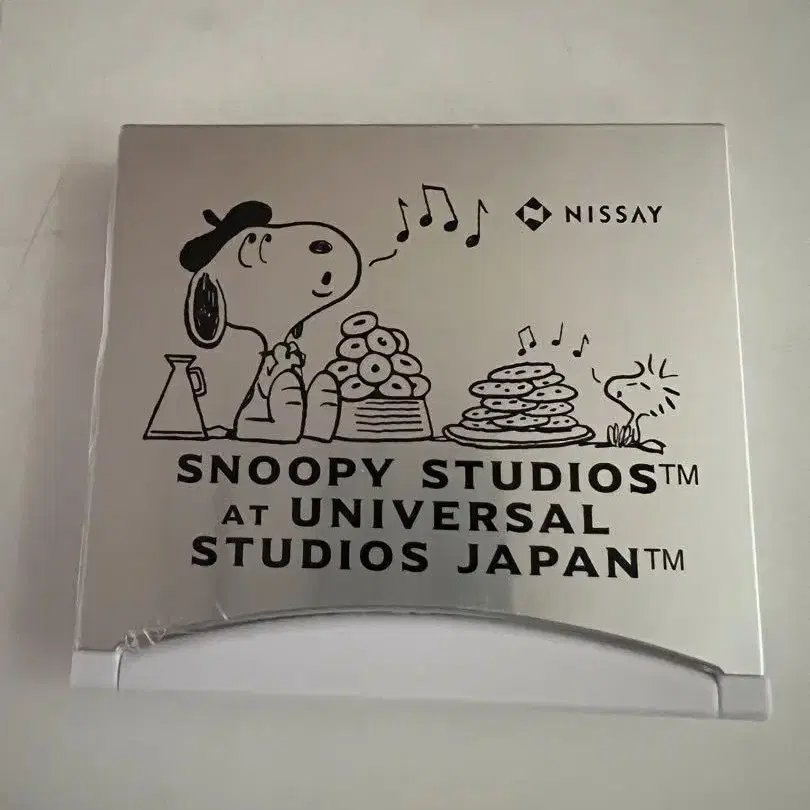 NISSAY
SNOOPY STUDIOS™
AT UNIVERSAL
STUDIOS JAPAN™